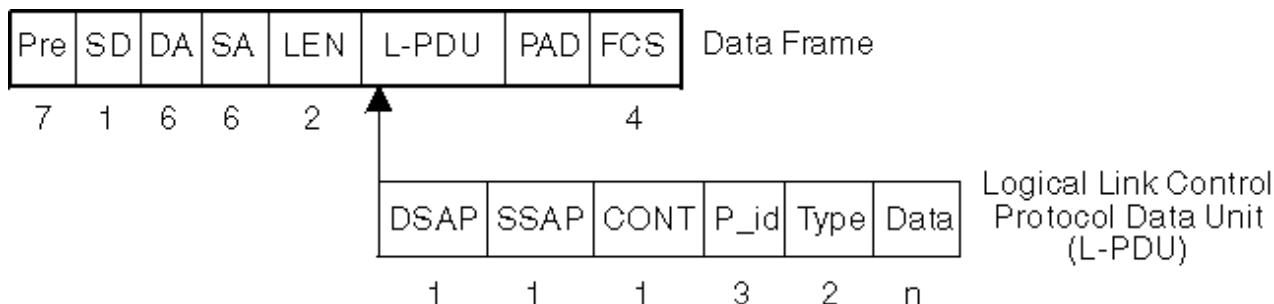 Pre SD DA SA LEN L-PDU PAD FCS Data Frame
7 1 6 6 2 4
DSAP SSAP CONT P_id Type Data
1 1 1 3 2 n
Logical Link Control
Protocol Data Unit
(L-PDU)